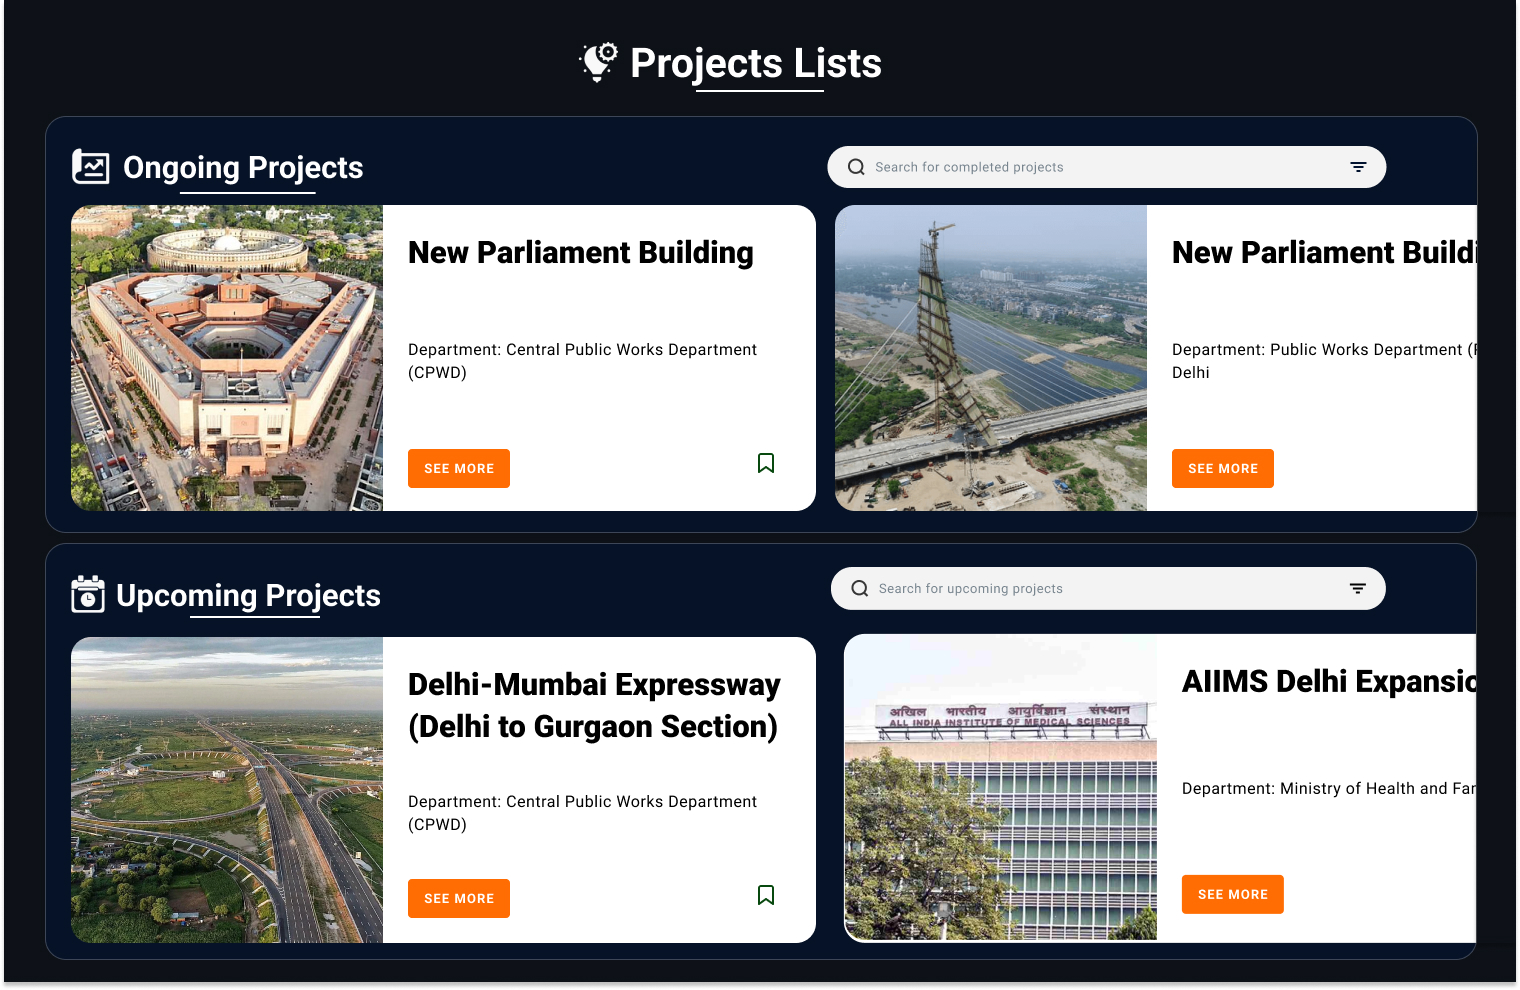 Projects Lists
Ongoing Projects
Search for completed projects
New Parliament Building
Department: Central Public Works Department
(CPWD)
SEE MORE
New Parliament Buildi
Department: Public Works Department (
Delhi
SEE MORE
Upcoming Projects
Search for upcoming projects
Delhi-Mumbai Expressway
(Delhi to Gurgaon Section)
Department: Central Public Works Department
(CPWD)
SEE MORE
अखिल भारतीय आयुर्विज्ञान संस्थान
ALL INDIA INSTITUTE OF MEDICAL SCIENCES
AIIMS Delhi Expansio
Department: Ministry of Health and Fa
SEE MORE